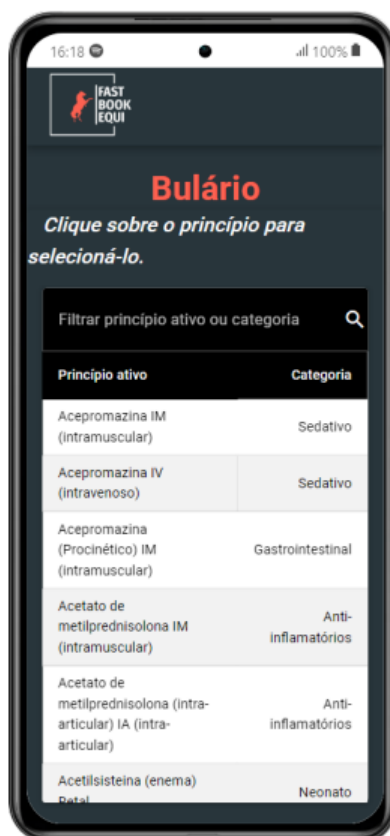 16:18
100%
FAST
BOOK
EQUI
Bulário
Clique sobre o princípio para
selecioná-lo.
Filtrar princípio ativo ou categoria
Princípio ativo Categoria
Acepromazina IM
(intramuscular)
Sedativo
Acepromazina IV
(intravenoso)
Sedativo
Acepromazina
(Procinético) IM
(intramuscular)
Gastrointestinal
Acetato de
metilprednisolona IM
(intramuscular)
Anti-
inflamatórios
Acetato de
metilprednisolona (intra-
articular) IA (intra-
articular)
Anti-
inflamatórios
Acetilsisteina (enema)
Retal
Neonato